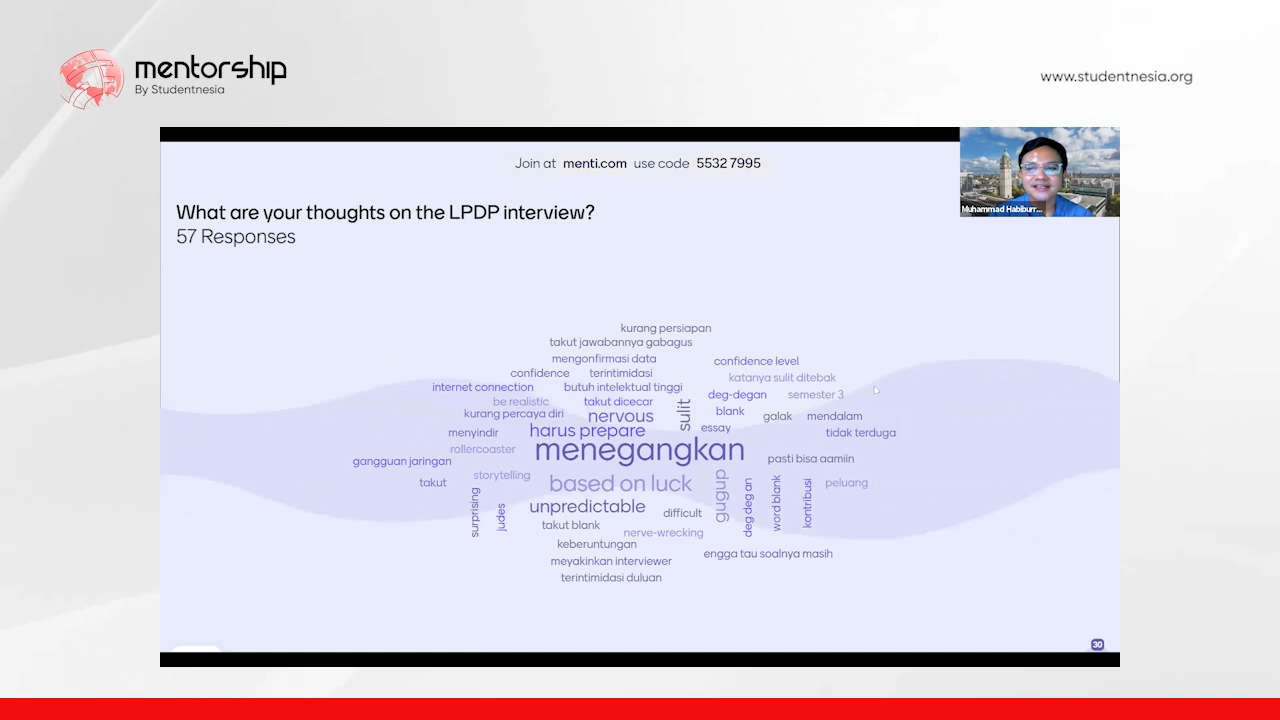 mentorship
By Studentnesia
www.studentnesia.org
Join at menti.com use code 5532 7995
Muhammad Habiburr...
What are your thoughts on the LPDP interview?
57 Responses
kurang persiapan
takut jawabannya gabagus
mengonfirmasi data
confidence level
confidence
terintimidasi
katanya sulit ditebak
internet connection
butuh intelektual tinggi
deg-degan
semester 3
be realistic
takut dicecar
sulit
blank
galak
mendalam
kurang percaya diri
nervous
essay
menyindir
harus prepare
tidak terduga
rollercoaster
menegangkan
gangguan jaringan
pasti bisa aamiin
storytelling
takut
based on luck
gugup
deg deg an
word blank
kontribusi
peluang
surprising
judes
unpredictable
difficult
takut blank
nerve-wrecking
keberuntungan
engga tau soalnya masih
meyakinkan interviewer
terintimidasi duluan
30